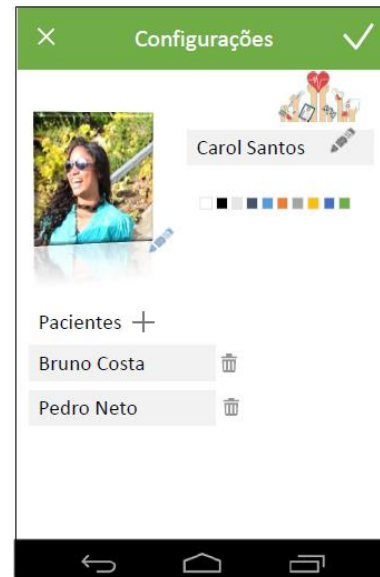 Configurações
Carol Santos
Pacientes
Bruno Costa
Pedro Neto